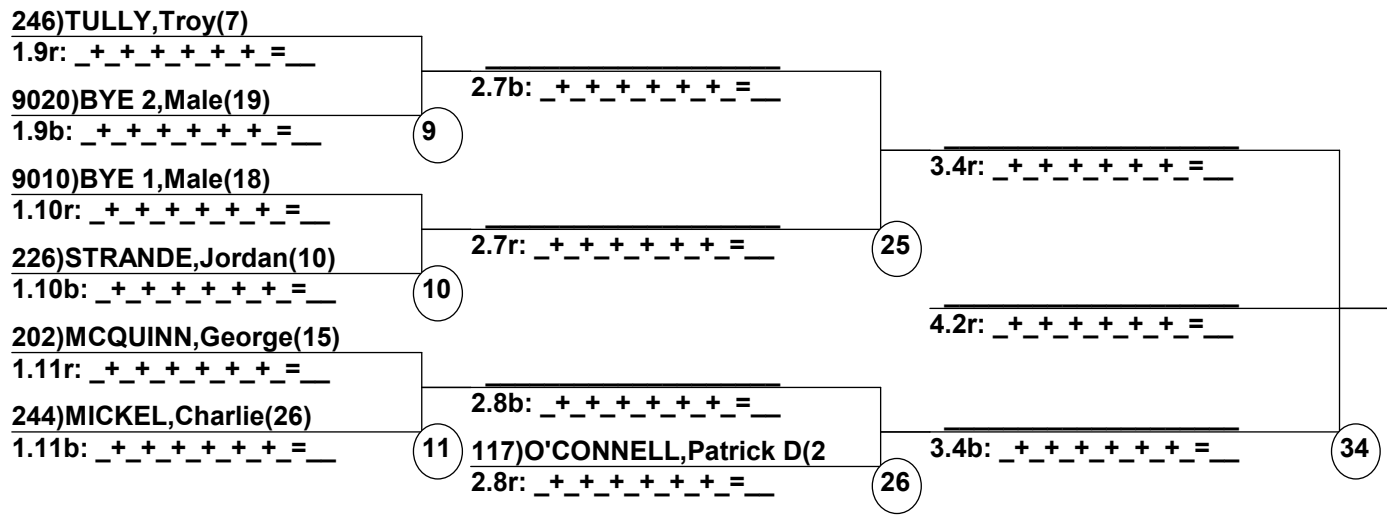 246)TULLY,Troy(7)
1.9r: _+_+_+_+_+_=__
9020)BYE 2,Male(19)
1.9b: _+_+_+_+_+_=__
9
9010)BYE 1,Male(18)
1.10r: _+_+_+_+_+_=__
226)STRANDE,Jordan(10)
1.10b: _+_+_+_+_+_=__
10
202)MCQUINN,George(15)
1.11r: _+_+_+_+_+_=__
244)MICKEL,Charlie(26)
1.11b: _+_+_+_+_+_=__
11
2.7b: _+_+_+_+_+_=__
2.7r: _+_+_+_+_+_=__
25
2.8b: _+_+_+_+_+_=__
117)O'CONNELL,Patrick D(2
2.8r: _+_+_+_+_+_=__
26
3.4r: _+_+_+_+_+_=__
4.2r: _+_+_+_+_+_=__
3.4b: _+_+_+_+_+_=__
34